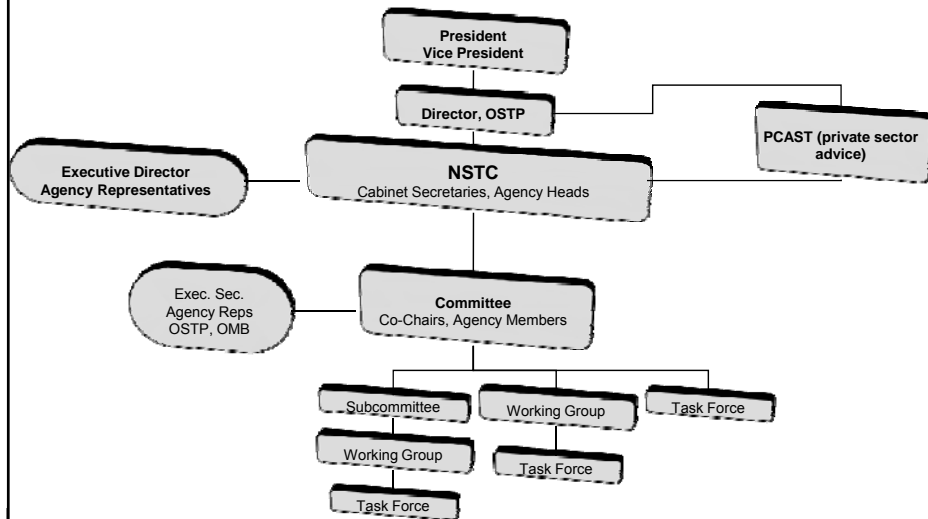 President
Vice President
Director, OSTP
PCAST (private sector
advice)
Executive Director
Agency Representatives
NSTC
Cabinet Secretaries, Agency Heads
Exec. Sec.
Agency Reps
OSTP, OMB
Committee
Co-Chairs, Agency Members
Subcommittee
Working Group
Task Force
Working Group
Task Force
Task Force